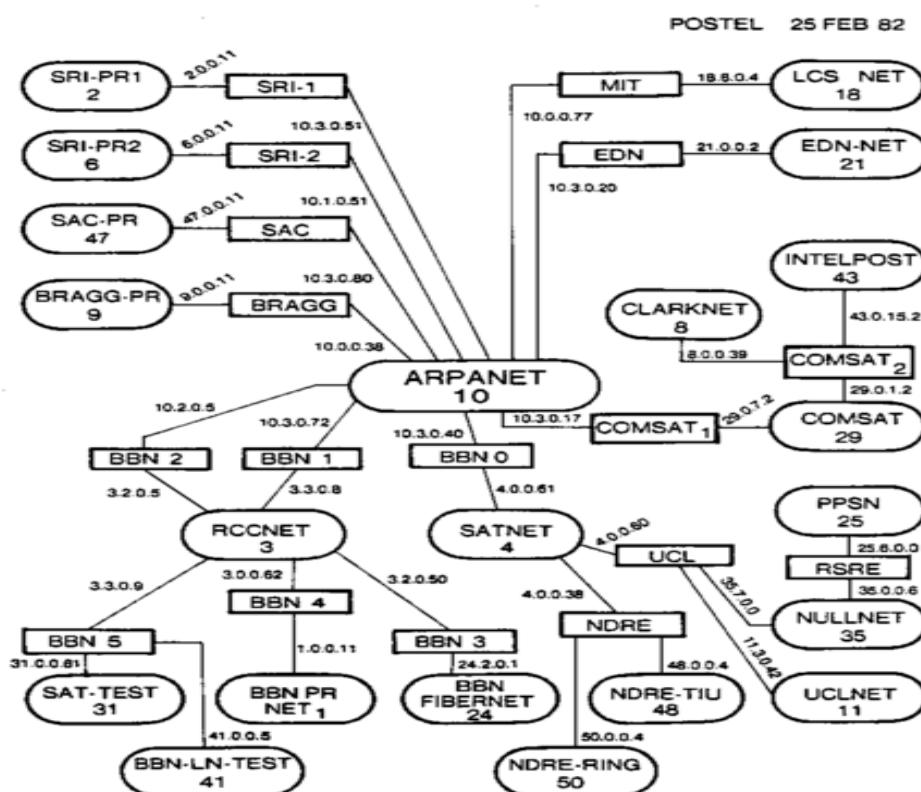 POSTEL 25 FEB 82
SRI-PR1
2
2.0.0.11
SRI-1
10.3.0.51
MIT
10.0.0.77
18.8.0.4
LCS NET
18
SRI-PR2
6
6.0.0.11
SRI-2
10.1.0.51
EDN
10.3.0.20
21.0.0.2
EDN-NET
21
SAC-PR
47
47.0.0.11
SAC
10.3.0.80
BRAGG-PR
9
9.0.0.11
BRAGG
10.0.0.38
INTELPOST
43
43.0.15.2
CLARKNET
8
8.0.0.39
COMSAT 2
29.0.1.2
ARPANET
10
10.3.0.17
COMSAT 1
29.0.7.2
COMSAT
29
10.2.0.5
BBN 2
3.2.0.5
10.3.0.72
BBN 1
3.3.0.8
10.3.0.40
BBN 0
4.0.0.61
RCCNET
3
SATNET
4
4.0.0.60
UCL
35.7.0.0
11.3.0.42
PPSN
25
25.6.0.0
RSRE
35.0.0.6
NULLNET
35
UCLNET
11
3.3.0.9
BBN 5
31.0.0.61
SAT-TEST
31
41.0.0.5
BBN-LN-TEST
41
3.0.0.62
BBN 4
1.0.0.11
BBN PR
NET 1
3.2.0.50
BBN 3
24.2.0.1
BBN
FIBERNET
24
4.0.0.38
NDRE
48.0.0.4
NDRE-TIU
48
50.0.0.4
NDRE-RING
50